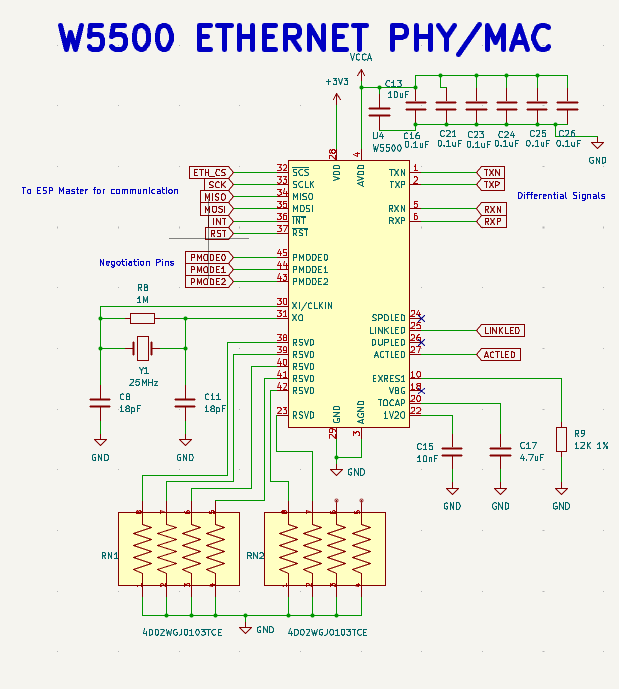 W5500 ETHERNET PHY/MAC
VCCA
+3V3
C13
10uF
U4
W5500
C16
0.1uF
C21
0.1uF
C23
0.1uF
C24
0.1uF
C25
0.1uF
C26
0.1uF
GND
28
4
VDD
AVDD
To ESP Master for communication
ETH_CS
32
SCS
SCK
33
SCLK
MISO
34
MISO
MOSI
35
MOSI
INT
36
INT
RST
37
RST
Negotiation Pins
PMODE0
45
PMODE0
PMODE1
44
PMODE1
PMODE2
43
PMODE2
30
XI/CLKIN
31
XO
38
RSVD
39
RSVD
40
RSVD
41
RSVD
42
RSVD
23
RSVD
TXN
1
TXN
TXP
2
TXP
Differential Signals
RXN
5
RXN
RXP
6
RXP
SPDLED
24
LINKLED
25
LINKLED
DUPLED
26
ACTLED
27
ACTLED
EXRES1
10
VBG
18
TOCAP
20
1V2O
22
GND
AGND
29
3
GND
R8
1M
Y1
25MHz
C8
18pF
C11
18pF
GND
GND
C15
10nF
C17
4.7uF
R9
12K 1%
GND
GND
GND
8
7
6
5
RN1
1
2
3
4
8
7
6
5
RN2
1
2
3
4
GND
4D02WGJ0103TCE
4D02WGJ0103TCE